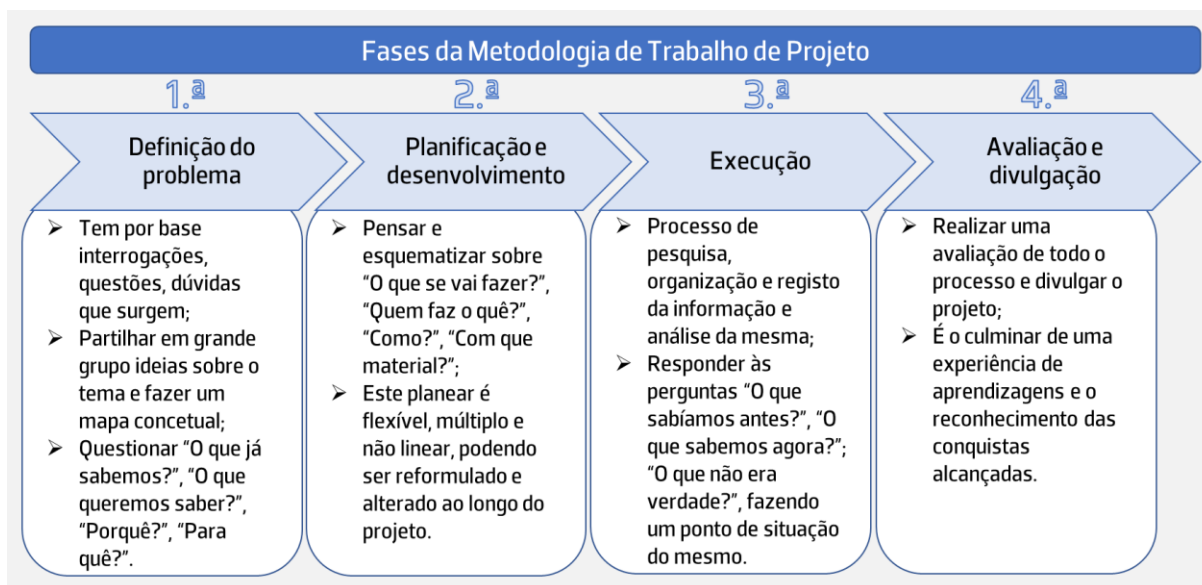 Fases da Metodologia de Trabalho de Projeto
1.ª
2.ª
3.ª
4.ª
Definição do
problema
Planificação e
desenvolvimento
Execução
Avaliação e
divulgação
➢ Tem por base
interrogações,
questões, dúvidas
que surgem;
➢ Partilhar em grande
grupo ideias sobre o
tema e fazer um
mapa concetual;
➢ Questionar “O que já
sabemos?”, “O que
queremos saber?”,
“Porquê?”, “Para
quê?”.
➢ Pensar e
esquematizar sobre
“O que se vai fazer?”,
“Quem faz o quê?”,
“Como?”, “Com que
material?”;
➢ Este planear é
flexível, múltiplo e
não linear, podendo
ser reformulado e
alterado ao longo do
projeto.
➢ Processo de
pesquisa,
organização e registo
da informação e
análise da mesma;
➢ Responder às
perguntas “O que
sabíamos antes?”, “O
que sabemos agora?”;
“O que não era
verdade?”, fazendo
um ponto de situação
do mesmo.
➢ Realizar uma
avaliação de todo o
processo e divulgar o
projeto;
➢ É o culminar de uma
experiência de
aprendizagens e o
reconhecimento das
conquistas
alcançadas.